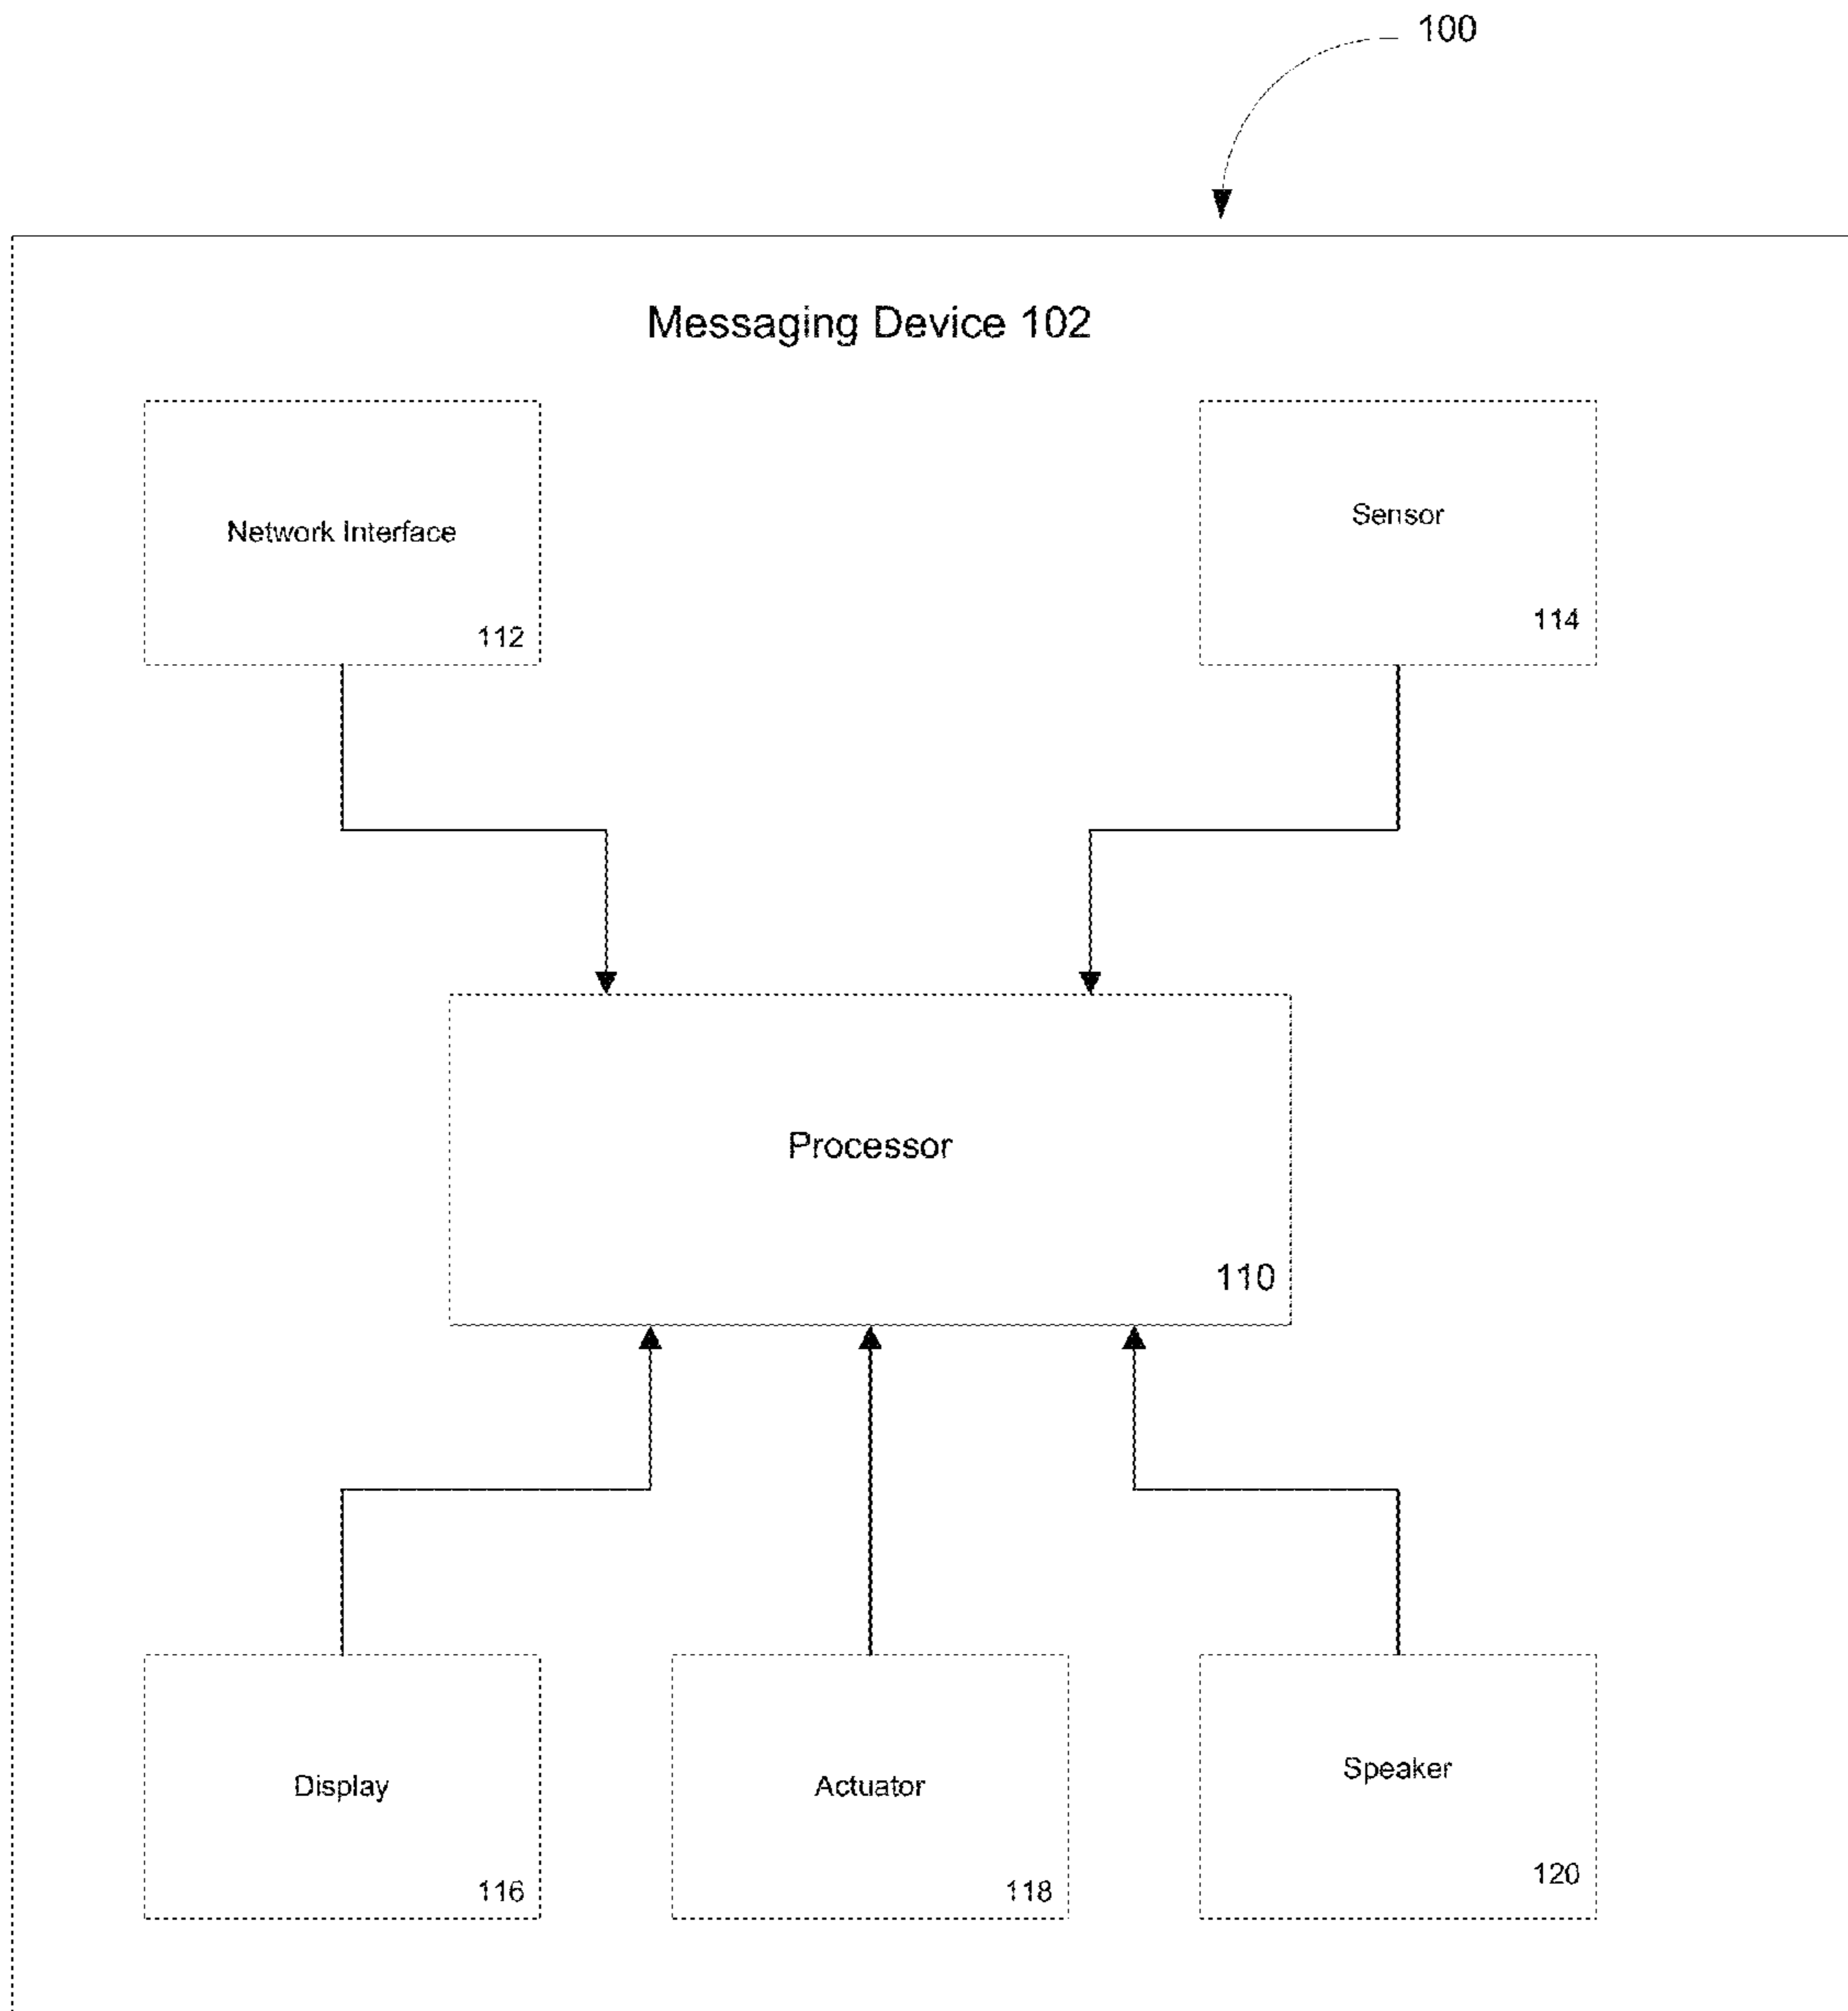 100
Messaging Device 102
Network Interface
112
Sensor
114
Processor
110
Display
116
Actuator
118
Speaker
120